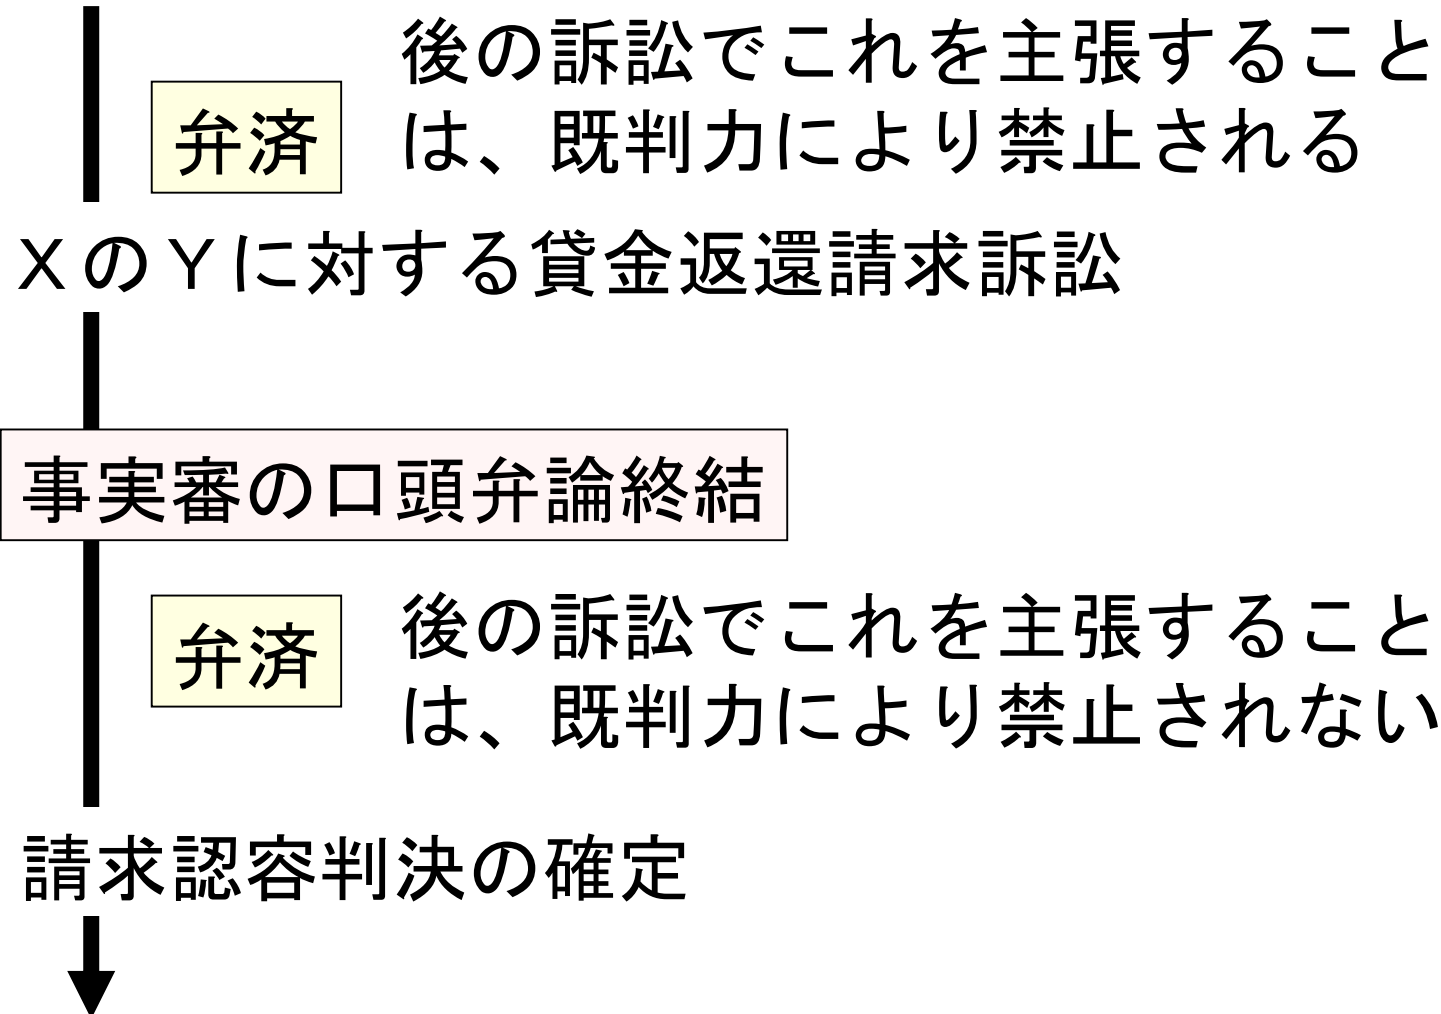 後の訴訟でこれを主張すること
弁済
は、既判力により禁止される
XのYに対する貸金返還請求訴訟
事実審の口頭弁論終結
後の訴訟でこれを主張すること
弁済
は、既判力により禁止されない
請求認容判決の確定